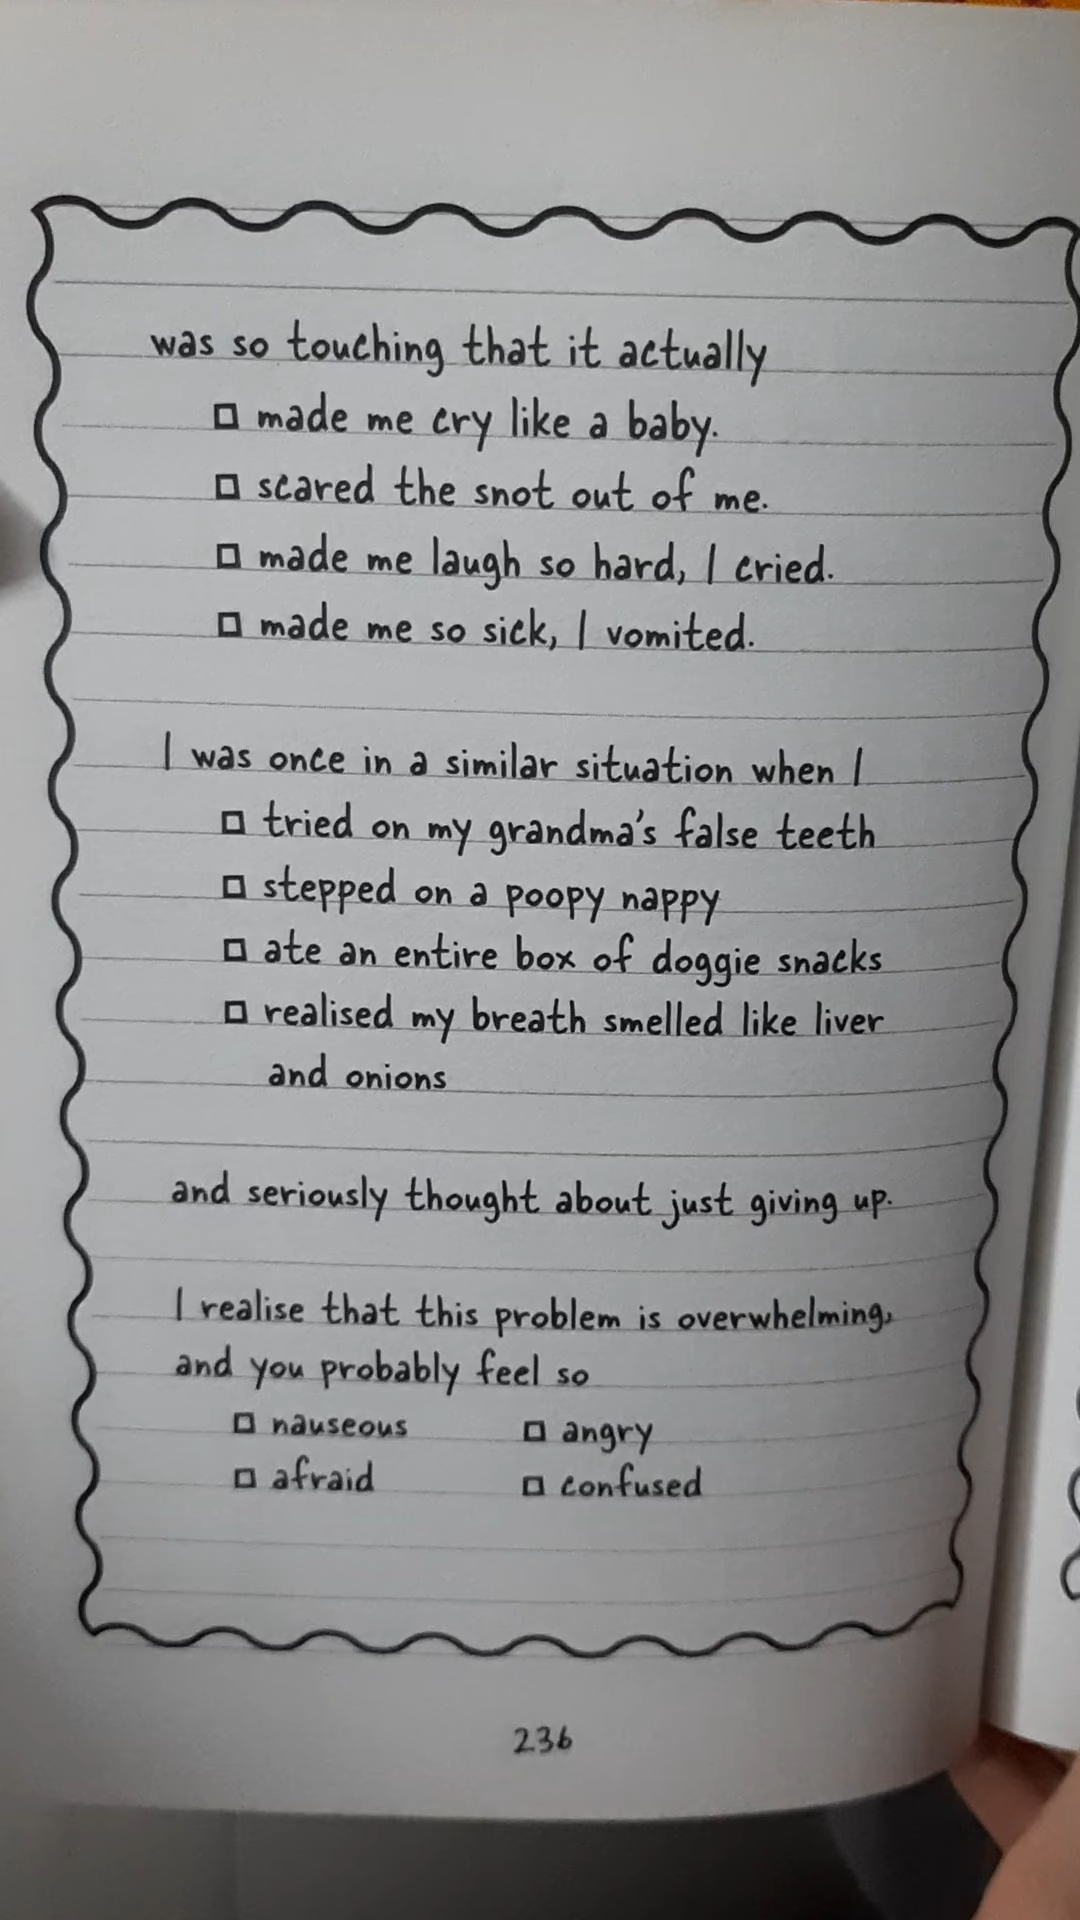 was so touching that it actually
□ made me cry like a baby.
□ scared the snot out of me.
□ made me laugh so hard, I cried.
□ made me so sick, I vomited.
I was once in a similar situation when I
□ tried on my grandma's false teeth
□ stepped on a poopy nappy
□ ate an entire box of doggie snacks
□ realised my breath smelled like liver
and onions
and seriously thought about just giving up.
I realise that this problem is overwhelming,
and you probably feel so
□ nauseous □ angry
□ afraid □ confused
236